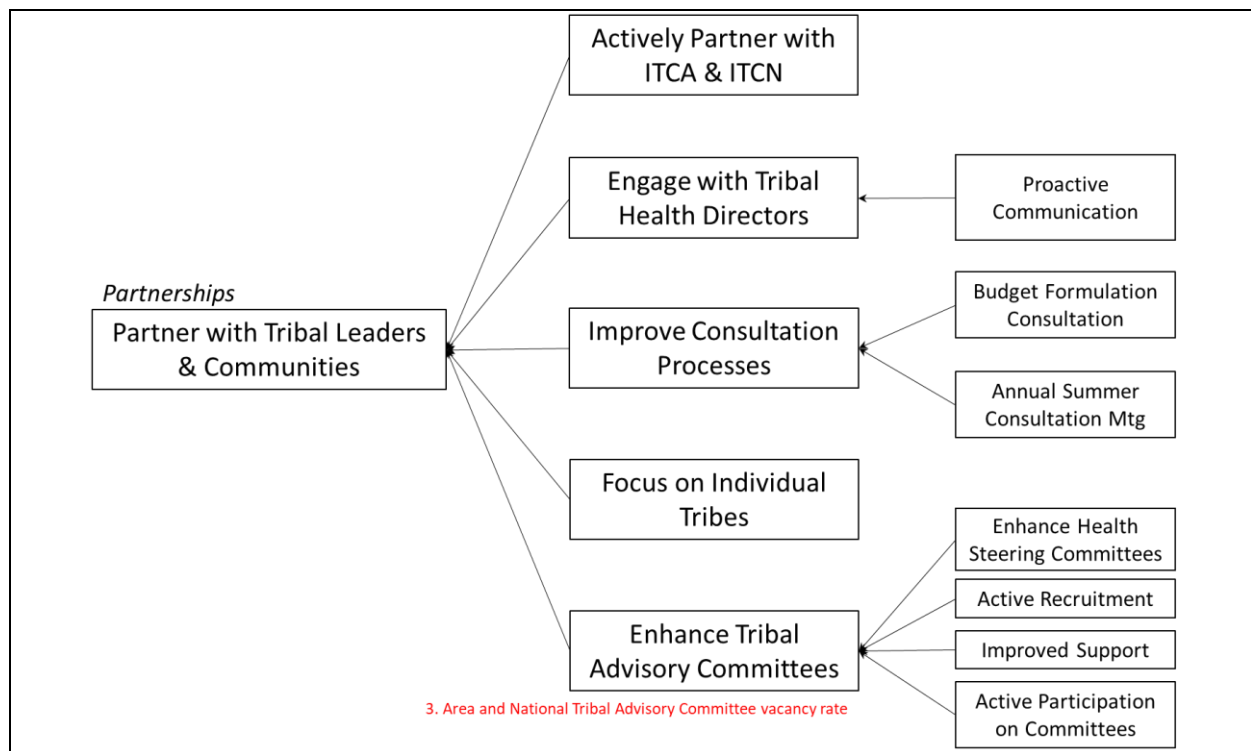 Actively Partner with
ITCA & ITCN
Engage with Tribal
Health Directors
Proactive
Communication
Partnerships
Partner with Tribal Leaders
& Communities
Improve Consultation
Processes
Budget Formulation
Consultation
Annual Summer
Consultation Mtg
Focus on Individual
Tribes
Enhance Tribal
Advisory Committees
3. Area and National Tribal Advisory Committee vacancy rate
Enhance Health
Steering Committees
Active Recruitment
Improved Support
Active Participation
on Committees